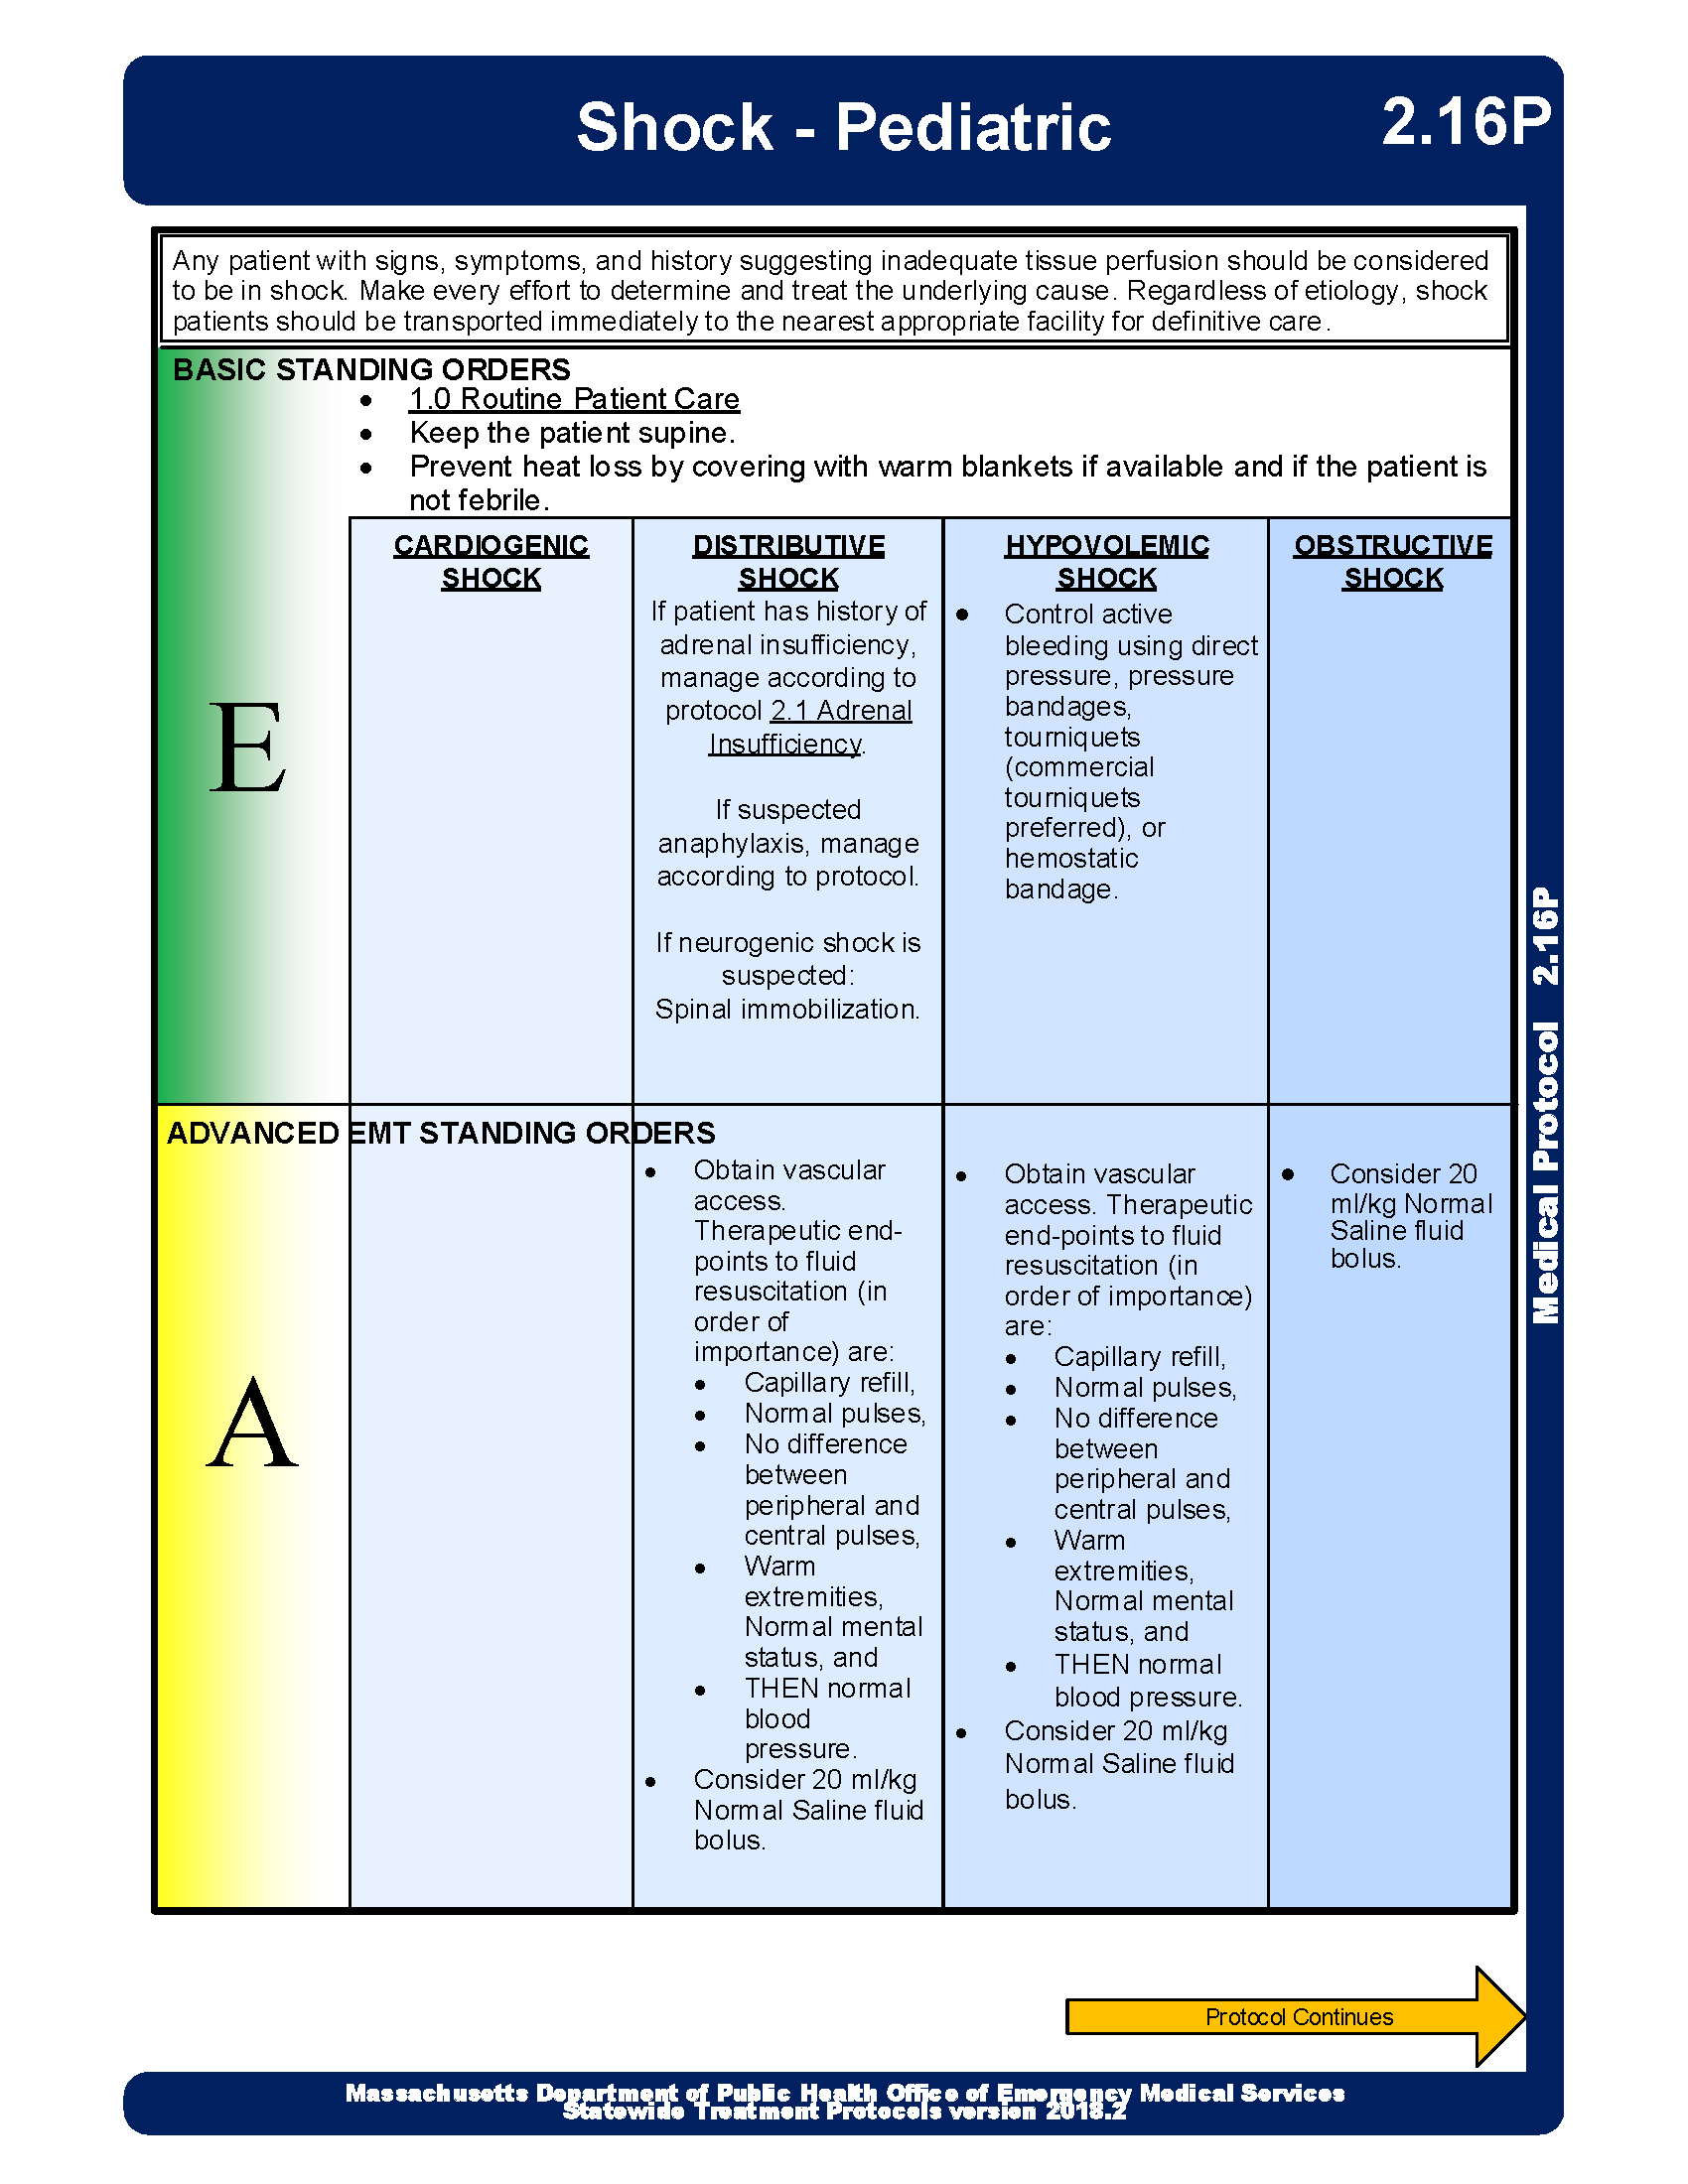 Shock - Pediatric
2.16P
Any patient with signs, symptoms, and history suggesting inadequate tissue perfusion should be considered
to be in shock. Make every effort to determine and treat the underlying cause. Regardless of etiology, shock
patients should be transported immediately to the nearest appropriate facility for definitive care.
BASIC STANDING ORDERS
• 1.0 Routine Patient Care
• Keep the patient supine.
• Prevent heat loss by covering with warm blankets if available and if the patient is
not febrile.
E
CARDIOGENIC
SHOCK
DISTRIBUTIVE
SHOCK
If patient has history of
adrenal insufficiency,
manage according to
protocol 2.1 Adrenal
Insufficiency.
If suspected
anaphylaxis, manage
according to protocol.
If neurogenic shock is
suspected:
Spinal immobilization.
HYPOVOLEMIC
SHOCK
• Control active
bleeding using direct
pressure, pressure
bandages,
tourniquets
(commercial
tourniquets
preferred), or
hemostatic
bandage.
OBSTRUCTIVE
SHOCK
ADVANCED EMT STANDING ORDERS
A
• Obtain vascular
access.
Therapeutic end-
points to fluid
resuscitation (in
order of
importance) are:
• Capillary refill,
• Normal pulses,
• No difference
between
peripheral and
central pulses,
• Warm
extremities,
Normal mental
status, and
• THEN normal
blood
pressure.
• Consider 20 ml/kg
Normal Saline fluid
bolus.
• Obtain vascular
access. Therapeutic
end-points to fluid
resuscitation (in
order of importance)
are:
• Capillary refill,
• Normal pulses,
• No difference
between
peripheral and
central pulses,
• Warm
extremities,
Normal mental
status, and
• THEN normal
blood pressure.
• Consider 20 ml/kg
Normal Saline fluid
bolus.
• Consider 20
ml/kg Normal
Saline fluid
bolus.
Medical Protocol 2.16P
Protocol Continues
Massachusetts Department of Public Health Office of Emergency Medical Services
Statewide Treatment Protocols version 2018.2